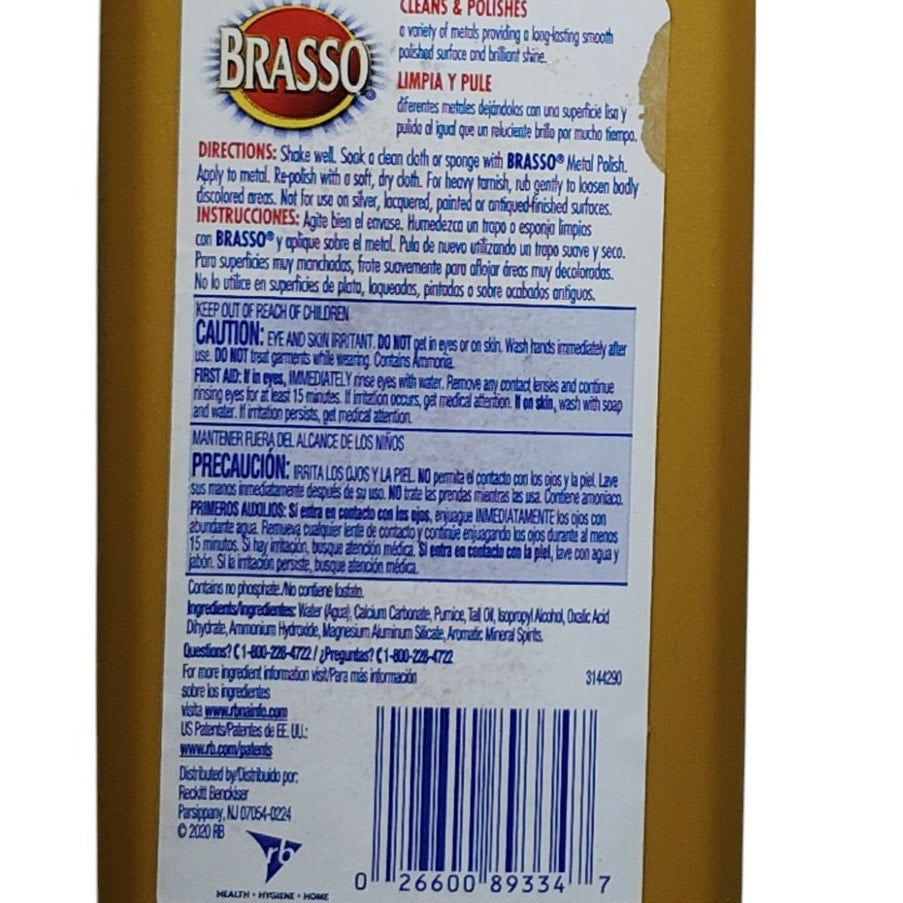 BRASSO
CLEANS & POLISHES
a variety of metals providing a long-lasting smooth
polished surface and brilliant shine.
LIMPIA Y PULE
diferentes metales dejándolos con una superficie lisa y
pulida al igual que un reluciente brillo por mucho tiempo.
DIRECTIONS: Shake well. Soak a clean cloth or sponge with BRASSO® Metal Polish.
Apply to metal. Re-polish with a soft, dry cloth. For heavy tarnish, rub gently to loosen badly
discolored areas. Not for use on silver, lacquered, painted or antiqued-finished surfaces.
INSTRUCCIONES: Agite bien el envase. Humedezca un trapo o esponja limpios
con BRASSO® y aplique sobre el metal. Pula de nuevo utilizando un trapo suave y seco.
Para superficies muy manchadas, frote suavemente para aflojar áreas muy decoloradas.
No lo utilice en superficies de plata, laqueadas, pintadas o sobre acabados antiguos.
KEEP OUT OF REACH OF CHILDREN
CAUTION: EYE AND SKIN IRRITANT. DO NOT get in eyes or on skin. Wash hands immediately after
use. DO NOT treat garments while wearing. Contains Ammonia.
FIRST AID: If in eyes, IMMEDIATELY rinse eyes with water. Remove any contact lenses and continue
rinsing eyes for at least 15 minutes. If irritation occurs, get medical attention. If on skin, wash with soap
and water. If irritation persists, get medical attention.
MANTENER FUERA DEL ALCANCE DE LOS NIÑOS
PRECAUCIÓN: IRRITA LOS OJOS Y LA PIEL. NO permita el contacto con los ojos y la piel. Lave
sus manos inmediatamente después de su uso. NO trate las prendas mientras las usa. Contiene amoníaco.
PRIMEROS AUXILIOS: Si entra en contacto con los ojos, enjuague INMEDIATAMENTE los ojos con
abundante agua. Remueva cualquier lente de contacto y continúe enjuagando los ojos durante al menos
15 minutos. Si hay irritación, busque atención médica. Si entra en contacto con la piel, lave con agua y
jabón. Si la irritación persiste, busque atención médica.
Contains no phosphate./No contiene fosfato.
Ingredients/Ingredientes: Water (Agua), Calcium Carbonate, Pumice, Tall Oil, Isopropyl Alcohol, Oxalic Acid
Dihydrate, Ammonium Hydroxide, Magnesium Aluminum Silicate, Aromatic Mineral Spirits.
Questions? 1-800-228-4722 / ¿Preguntas? 1-800-228-4722
For more ingredient information visit/Para más información
3144290
sobre los ingredientes
visita www.rbnainfo.com
US Patents/Patentes de EE. UU.:
www.rb.com/patents
Distributed by/Distribuido por:
Reckitt Benckiser
Parsippany, NJ 07054-0224
© 2020 RB
rb
HEALTH • HYGIENE • HOME
0 26600 89334 7